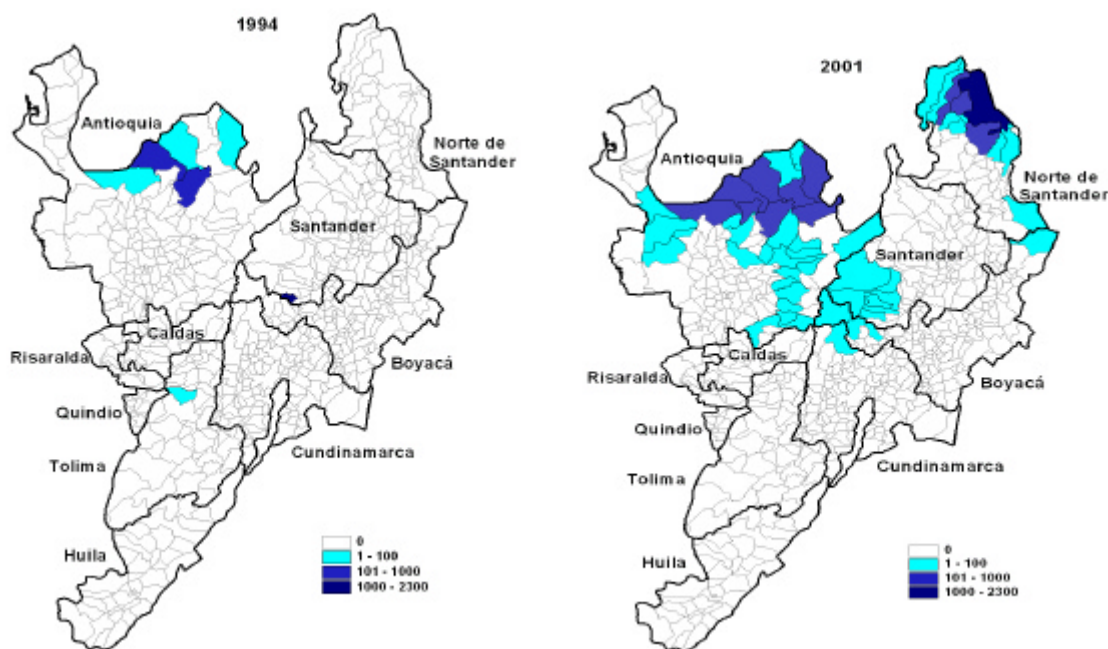 1994
Antioquia
Norte de
Santander
Santander
Caldas
Risaralda
Boyacá
Quindio
Cundinamarca
Tolima
Huila
0
1 - 100
101 - 1000
1000 - 2300
2001
Antioquia
Norte de
Santander
Santander
Caldas
Risaralda
Boyacá
Quindio
Cundinamarca
Tolima
Huila
0
1 - 100
101 - 1000
1000 - 2300